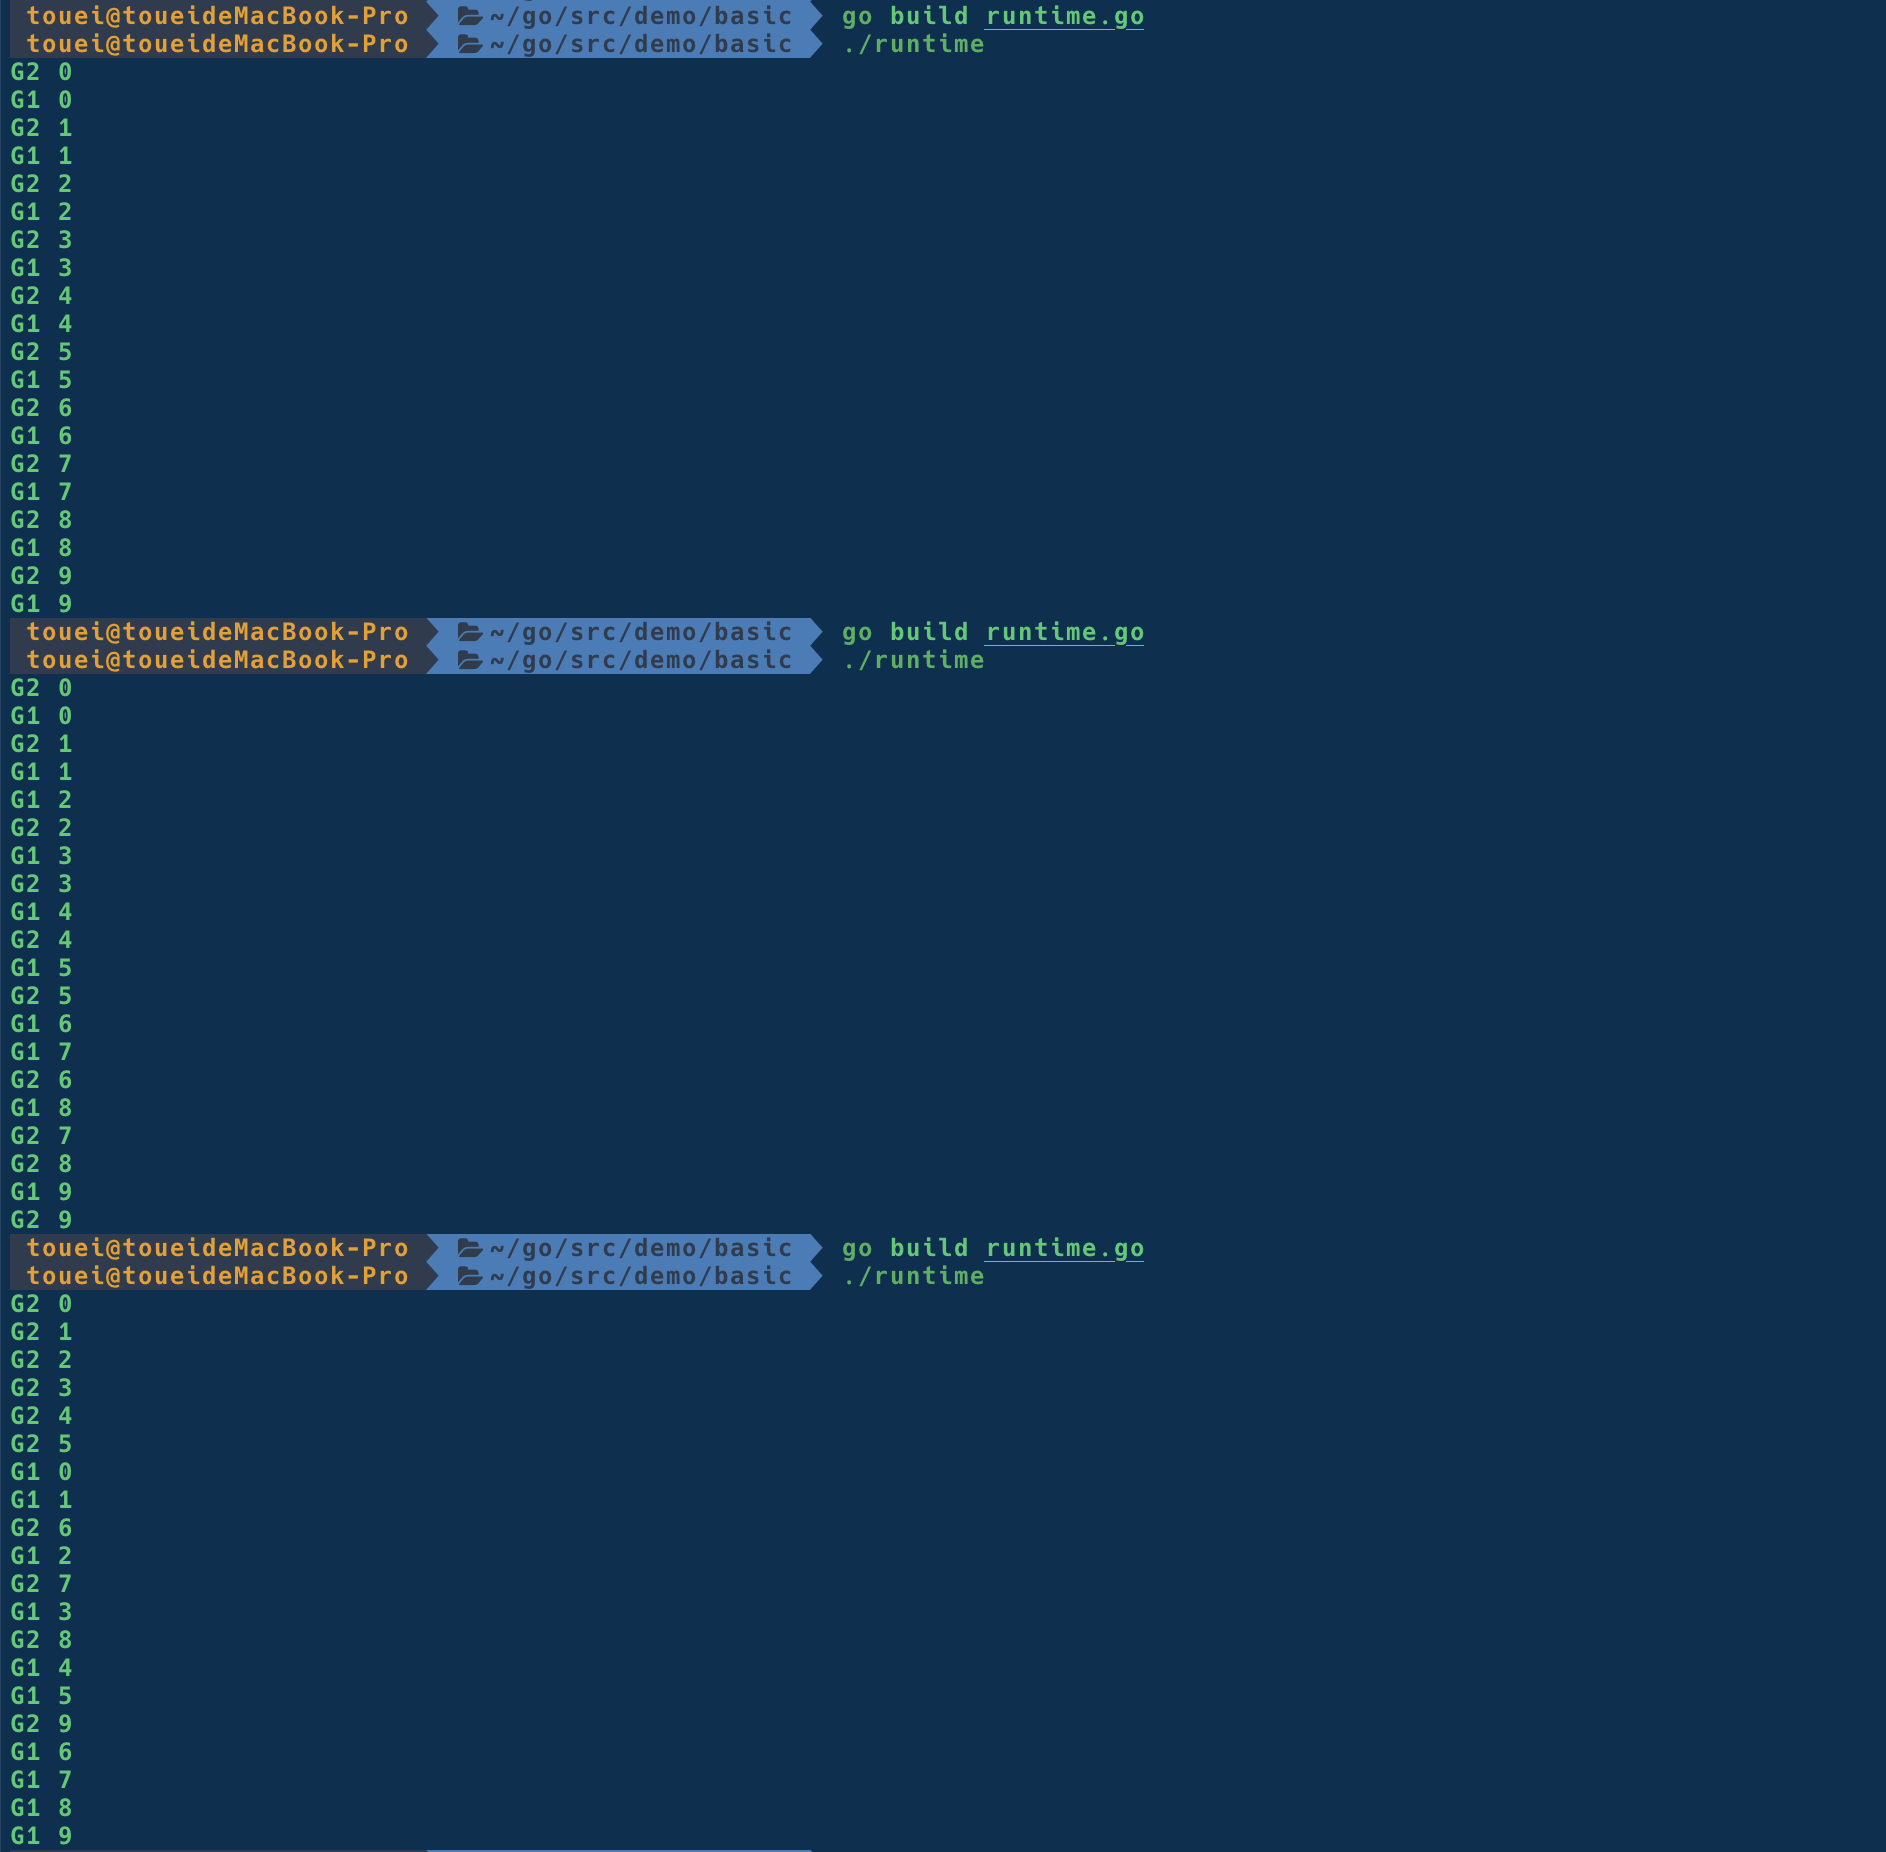 touei@toueideMacBook-Pro ~/go/src/demo/basic go build runtime.go
touei@toueideMacBook-Pro ~/go/src/demo/basic ./runtime
G2 0
G1 0
G2 1
G1 1
G2 2
G1 2
G2 3
G1 3
G2 4
G1 4
G2 5
G1 5
G2 6
G1 6
G2 7
G1 7
G2 8
G1 8
G2 9
G1 9
touei@toueideMacBook-Pro ~/go/src/demo/basic go build runtime.go
touei@toueideMacBook-Pro ~/go/src/demo/basic ./runtime
G2 0
G1 0
G2 1
G1 1
G1 2
G2 2
G1 3
G2 3
G1 4
G2 4
G1 5
G2 5
G1 6
G1 7
G2 6
G1 8
G2 7
G2 8
G1 9
G2 9
touei@toueideMacBook-Pro ~/go/src/demo/basic go build runtime.go
touei@toueideMacBook-Pro ~/go/src/demo/basic ./runtime
G2 0
G2 1
G2 2
G2 3
G2 4
G2 5
G1 0
G1 1
G2 6
G1 2
G2 7
G1 3
G2 8
G1 4
G1 5
G2 9
G1 6
G1 7
G1 8
G1 9